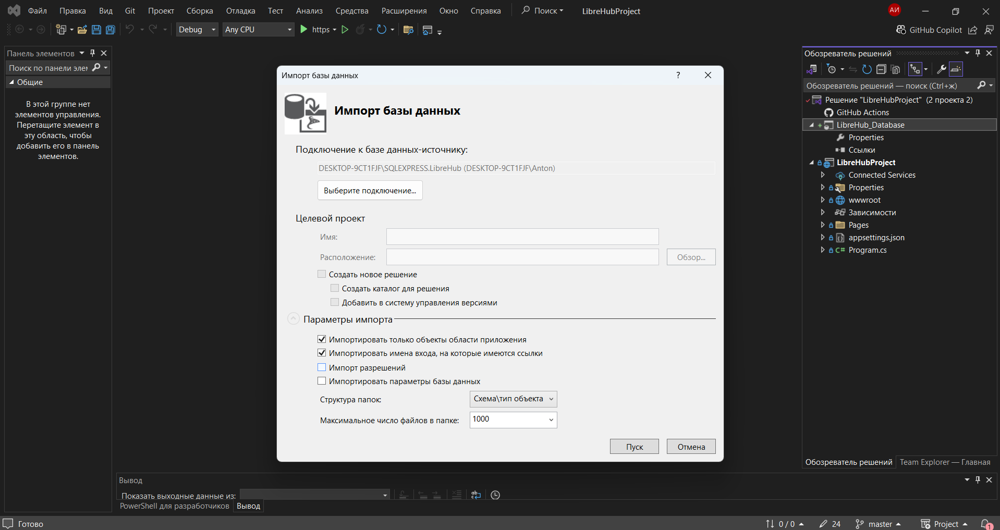 Файл Правка Вид Git Проект Сборка Отладка Тест Анализ Средства Расширения Окно Справка Поиск LibreHubProject АИ
Debug Any CPU https GitHub Copilot
Панель элементов
Поиск по панели элем
Общие
В этой группе нет
элементов управления.
Перетащите элемент в
эту область, чтобы
добавить его в панель
элементов.
Импорт базы данных ?
Импорт базы данных
Подключение к базе данных-источнику:
DESKTOP-9CT1FJF\SQLEXPRESS.LibreHub (DESKTOP-9CT1FJF\Anton)
Выберите подключение...
Целевой проект
Имя:
Расположение: Обзор...
Создать новое решение
Создать каталог для решения
Добавить в систему управления версиями
Параметры импорта
Импортировать только объекты области приложения
Импортировать имена входа, на которые имеются ссылки
Импорт разрешений
Импортировать параметры базы данных
Структура папок: Схема\тип объекта
Максимальное число файлов в папке: 1000
Пуск Отмена
Обозреватель решений
Обозреватель решений — поиск (Ctrl+ж)
Решение "LibreHubProject" (2 проекта 2)
GitHub Actions
LibreHub_Database
Properties
Ссылки
LibreHubProject
Connected Services
Properties
wwwroot
Зависимости
Pages
appsettings.json
C# Program.cs
Обозреватель решений Team Explorer — Главная
Вывод
Показать выходные данные из:
PowerShell для разработчиков Вывод
Готово 0 / 0 24 master Project 1